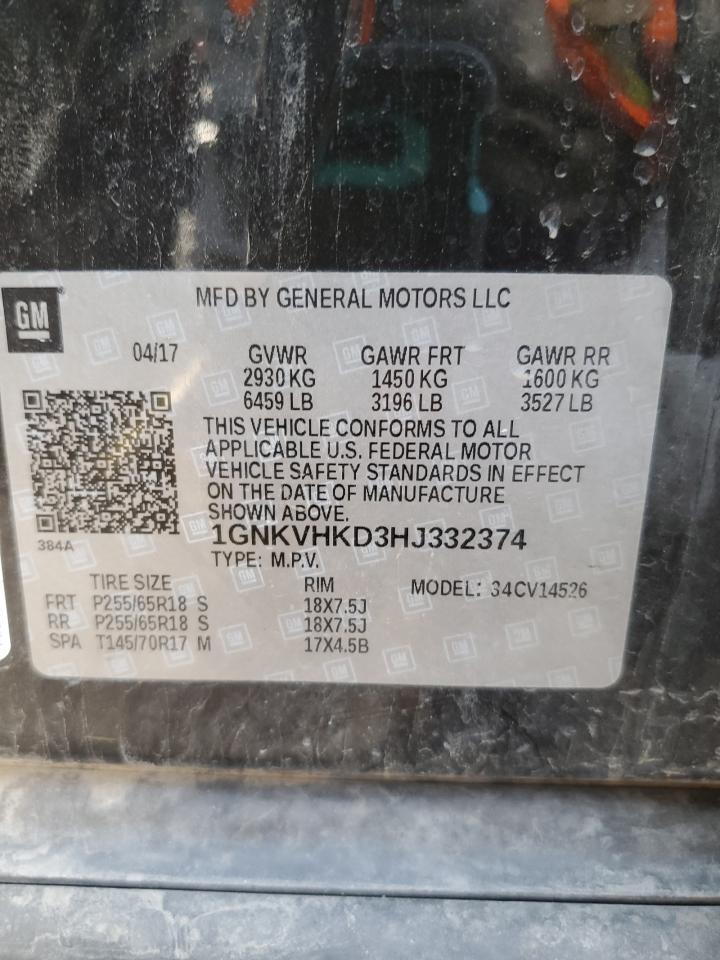 MFD BY GENERAL MOTORS LLC
GM
04/17 GVWR GAWR FRT GAWR RR
2930 KG 1450 KG 1600 KG
6459 LB 3196 LB 3527 LB
THIS VEHICLE CONFORMS TO ALL
APPLICABLE U.S. FEDERAL MOTOR
VEHICLE SAFETY STANDARDS IN EFFECT
ON THE DATE OF MANUFACTURE
SHOWN ABOVE.
384A
1GNKVHKD3HJ332374
TYPE: M.P.V.
TIRE SIZE RIM MODEL: 34CV14526
FRT P255/65R18 S 18X7.5J
RR P255/65R18 S 18X7.5J
SPA T145/70R17 M 17X4.5B